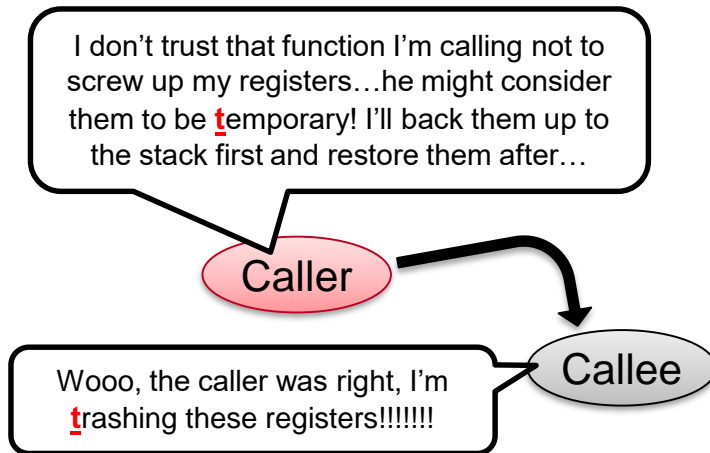 I don’t trust that function I’m calling not to
screw up my registers…he might consider
them to be temporary! I’ll back them up to
the stack first and restore them after…
Caller
Callee
Wooo, the caller was right, I’m
trashing these registers!!!!!!!